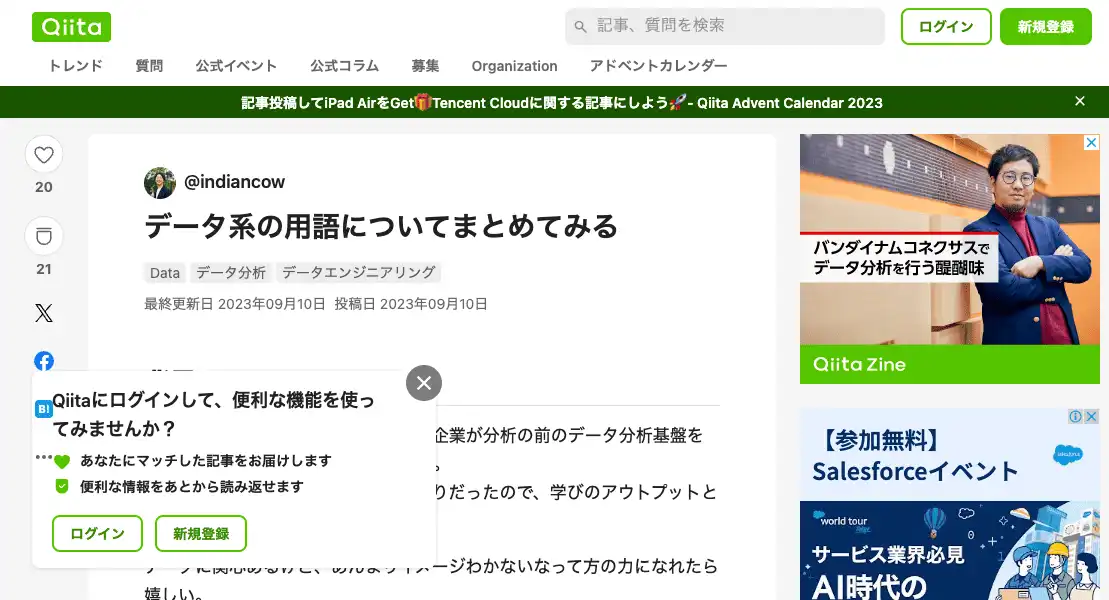 Qiita
記事、質問を検索
ログイン
新規登録
トレンド 質問 公式イベント 公式コラム 募集 Organization アドベントカレンダー
記事投稿してiPad AirをGet🎁Tencent Cloudに関する記事にしよう🚀- Qiita Advent Calendar 2023
20
21
@indiancow
データ系の用語についてまとめてみる
Data データ分析 データエンジニアリング
最終更新日 2023年09月10日 投稿日 2023年09月10日
企業が分析の前のデータ分析基盤を
。
りだったので、学びのアウトプットと
メージわかないなって方の力になれたら
嬉しい。
B!
Qiitaにログインして、便利な機能を使っ
てみませんか？
あなたにマッチした記事をお届けします
便利な情報をあとから読み返せます
ログイン
新規登録
バンダイナムコネクサスで
データ分析を行う醍醐味
Qiita Zine
【参加無料】
Salesforceイベント
world tour
サービス業界必見
AI時代の